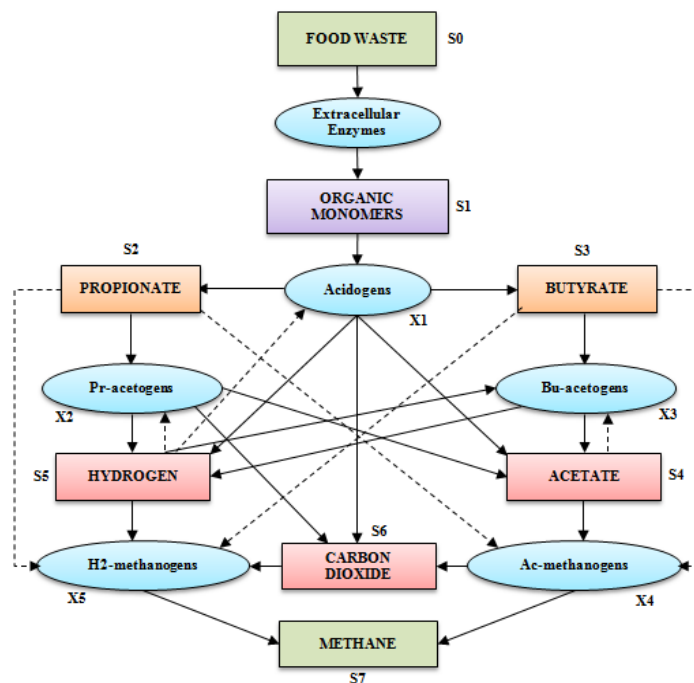 FOOD WASTE
S0
Extracellular
Enzymes
ORGANIC
MONOMERS
S1
S2
S3
PROPIONATE
Acidogens
BUTYRATE
X1
Pr-acetogens
Bu-acetogens
X2
X3
S5
HYDROGEN
ACETATE
S4
S6
H2-methanogens
CARBON
DIOXIDE
Ac-methanogens
X5
X4
METHANE
S7